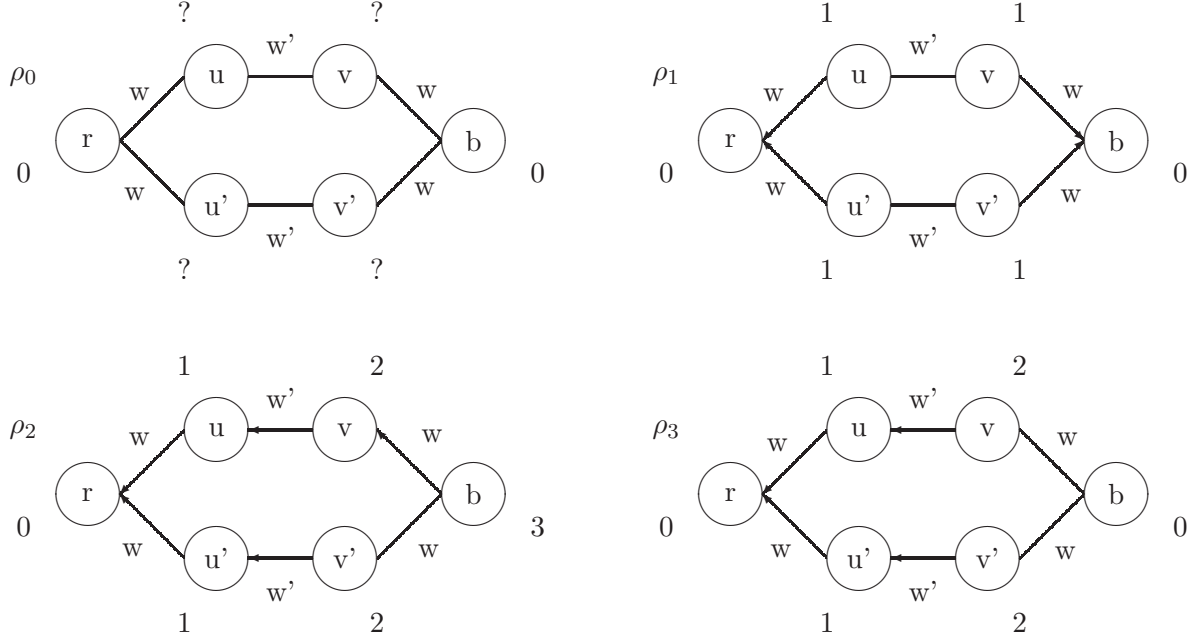 ? ?
w'
ρ0 u v
w w
r b
0 w w 0
u' v'
w'
? ?
1 1
w'
ρ1 u v
w w
r b
0 w w 0
u' v'
w'
1 1
1 2
w'
ρ2 u v
w w
r b
0 w w 3
u' v'
w'
1 2
1 2
w'
ρ3 u v
w w
r b
0 w w 0
u' v'
w'
1 2